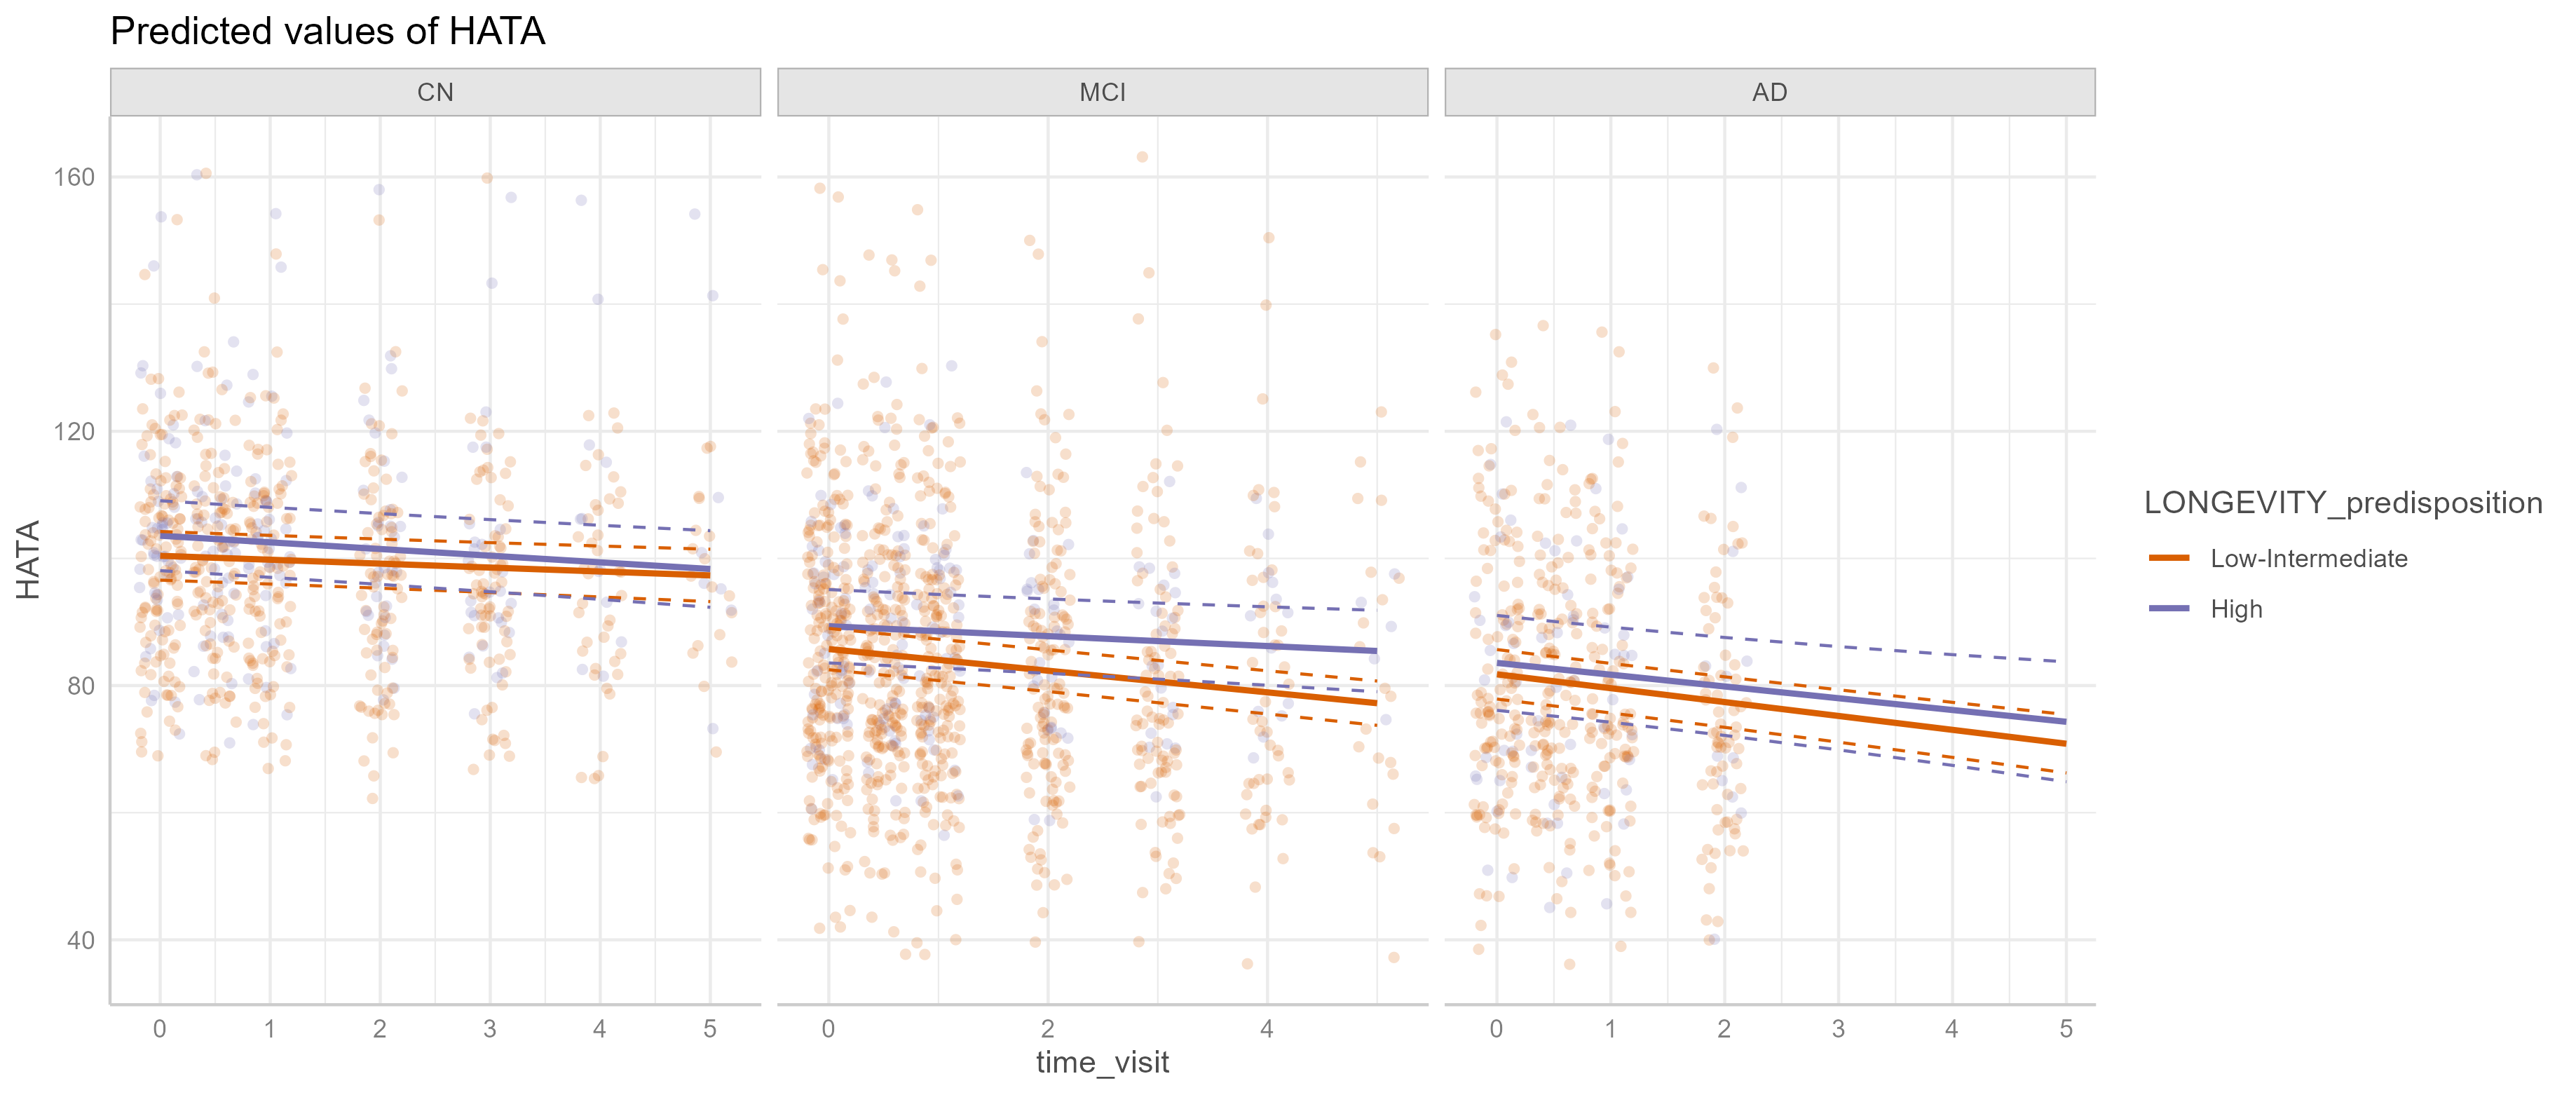 Predicted values of HATA
CN MCI AD
160
120
80
40
HATA
0 1 2 3 4 5 0 2 4 0 1 2 3 4 5
time_visit
LONGEVITY_predisposition
Low-Intermediate
High